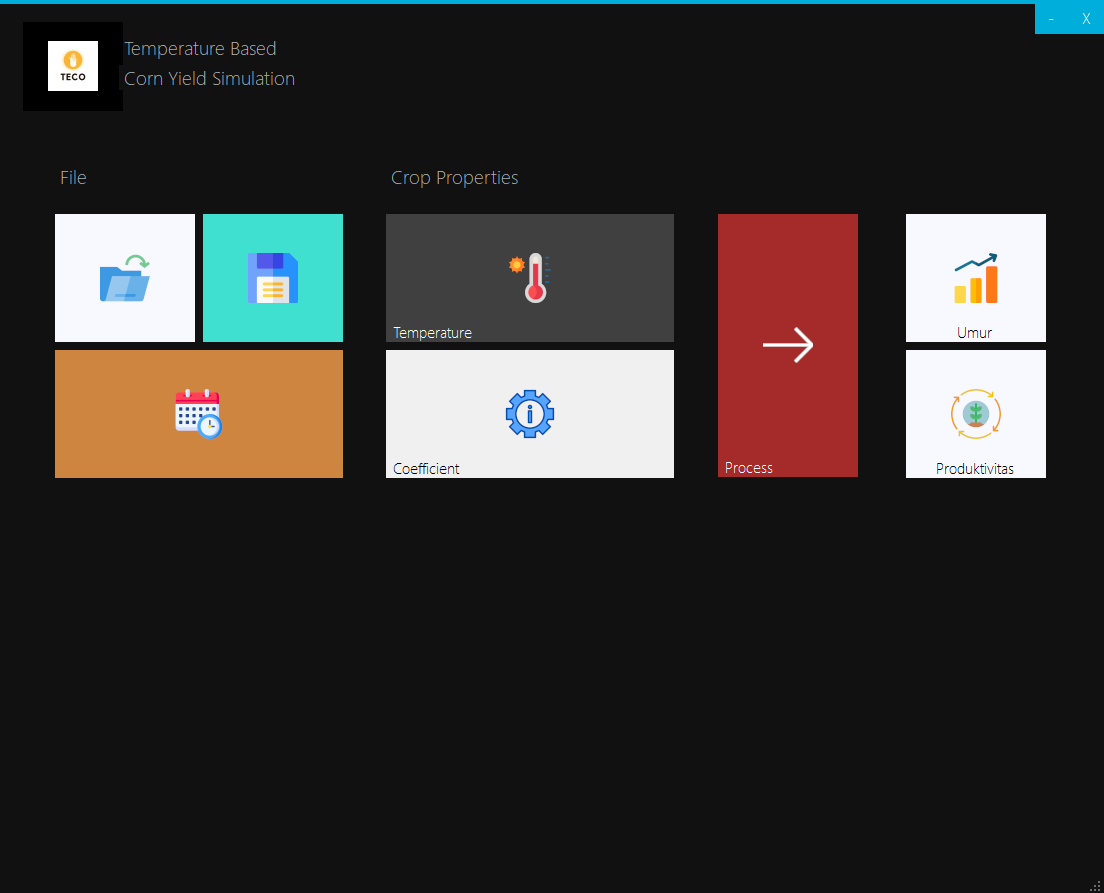 - X
TECO
Temperature Based
Corn Yield Simulation
File
Crop Properties
Temperature
Coefficient
Process
Umur
Produktivitas